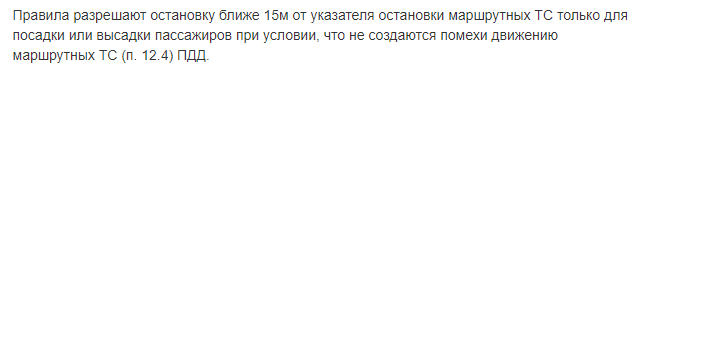 Правила разрешают остановку ближе 15м от указателя остановки маршрутных ТС только для
посадки или высадки пассажиров при условии, что не создаются помехи движению
маршрутных ТС (п. 12.4) ПДД.